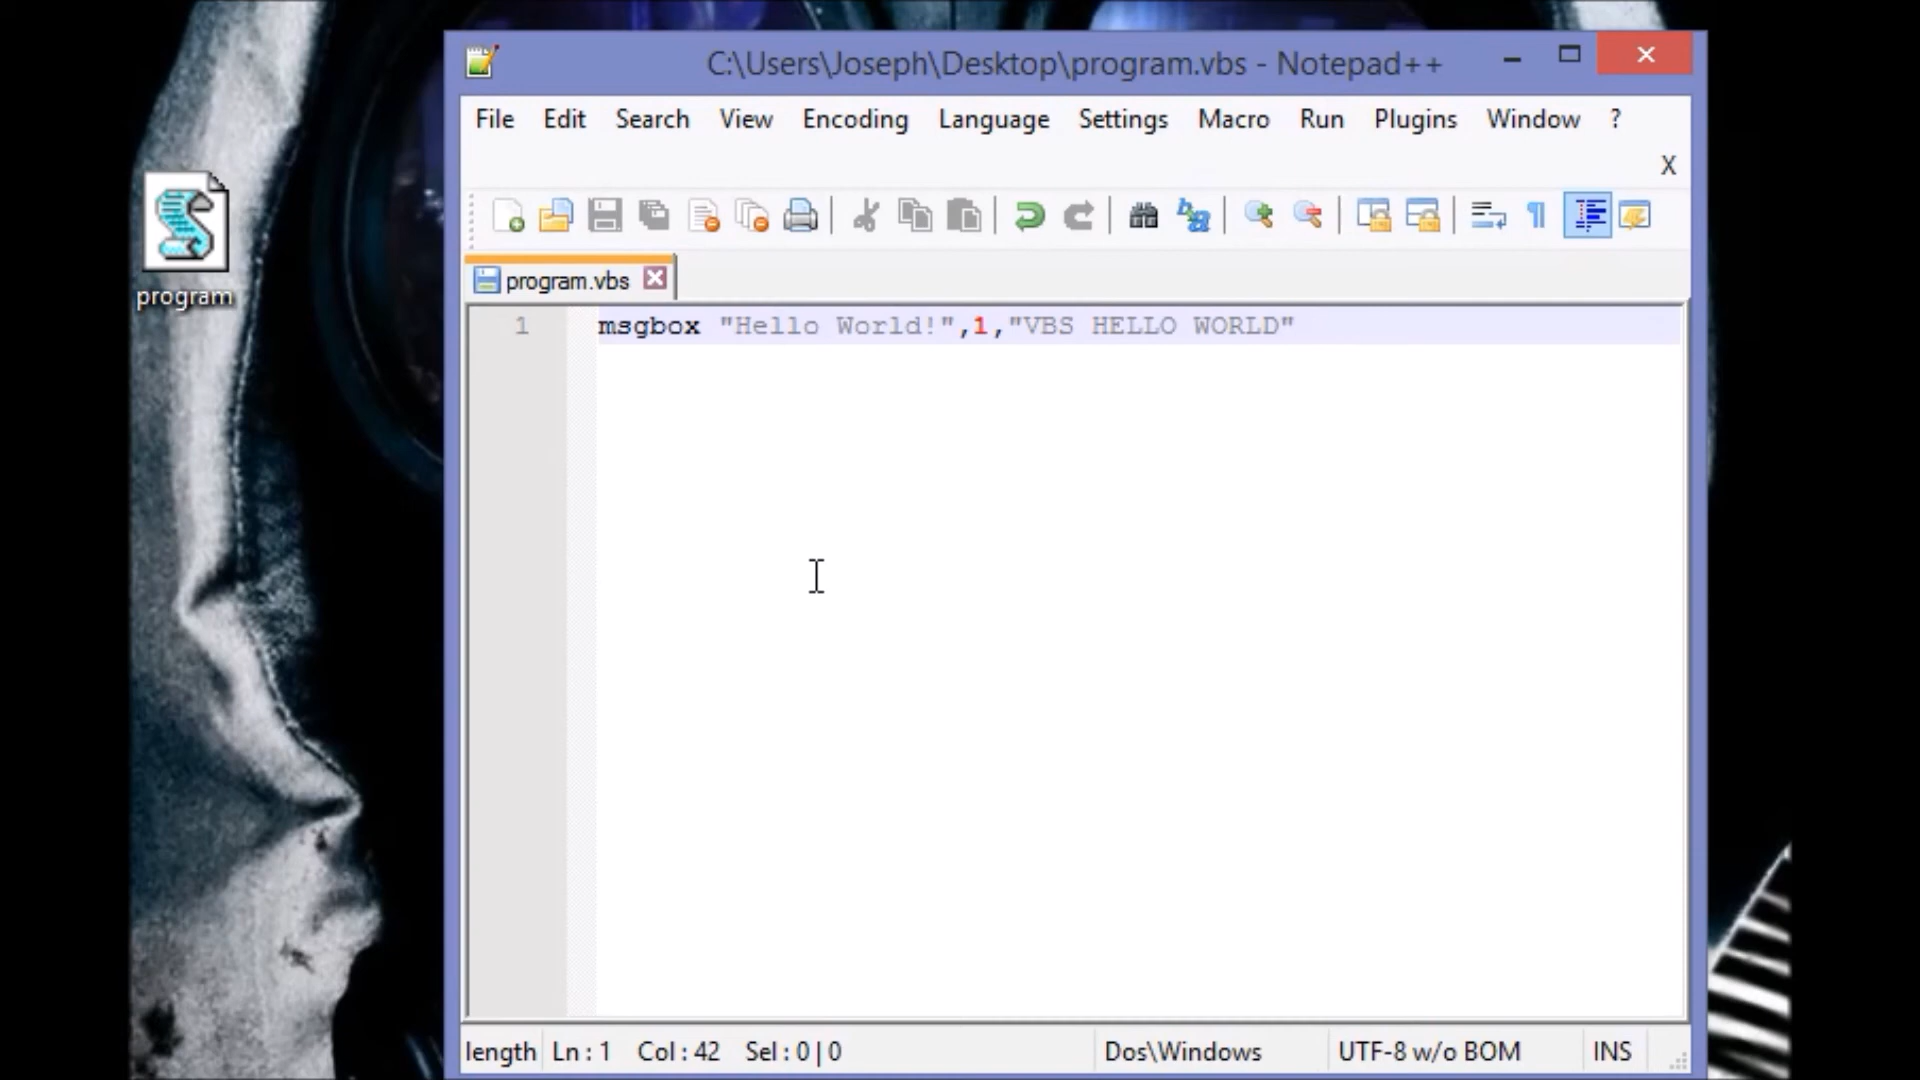 C:\Users\Joseph\Desktop\program.vbs - Notepad++
File Edit Search View Encoding Language Settings Macro Run Plugins Window ?
X
program
program.vbs
1 msgbox "Hello World!",1,"VBS HELLO WORLD"
length Ln : 1 Col : 42 Sel : 0 | 0 Dos\Windows UTF-8 w/o BOM INS